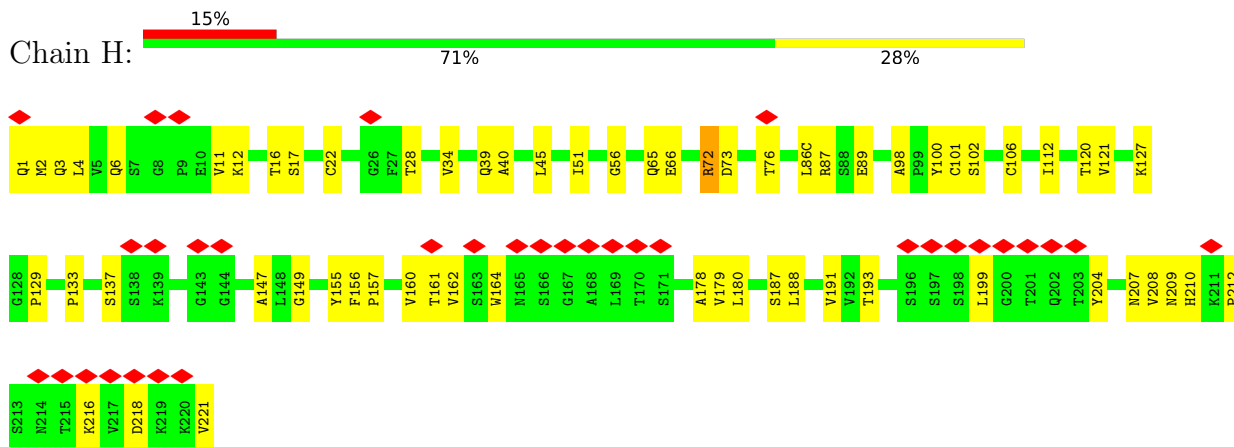 15%
Chain H:
71% 28%
Q1 M2 Q3 L4 V5 Q6 S7 G8 P9 E10 V11 K12 T16 S17 C22 G26 F27 T28 V34 Q39 A40 L45 I51 G56 Q65 E66 R72 D73 T76 L86C R87 S88 E89 A98 P99 Y100 C101 S102 C106 I112 T120 V121 K127
G128 P129 P133 S137 S138 K139 G143 G144 A147 L148 G149 Y155 F156 P157 V160 T161 V162 S163 W164 N165 S166 G167 A168 L169 T170 S171 A178 V179 L180 S187 L188 V191 V192 T193 S196 S197 S198 L199 G200 T201 Q202 T203 Y204 N207 V208 N209 H210 K211 P212
S213 N214 T215 K216 V217 D218 K219 K220 V221